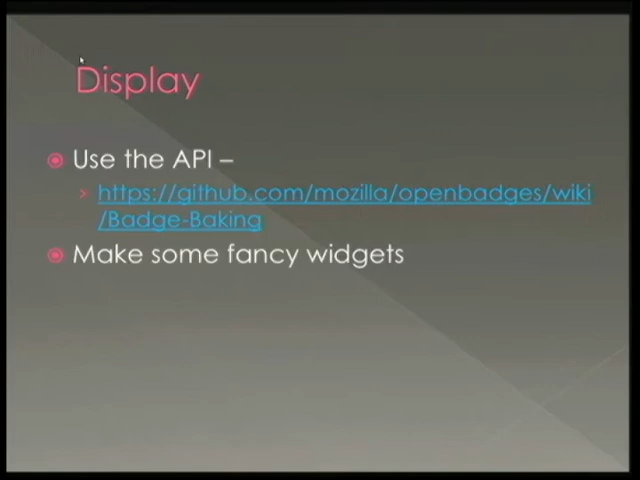 Display
Use the API –
https://github.com/mozilla/openbadges/wiki
/Badge-Baking
Make some fancy widgets